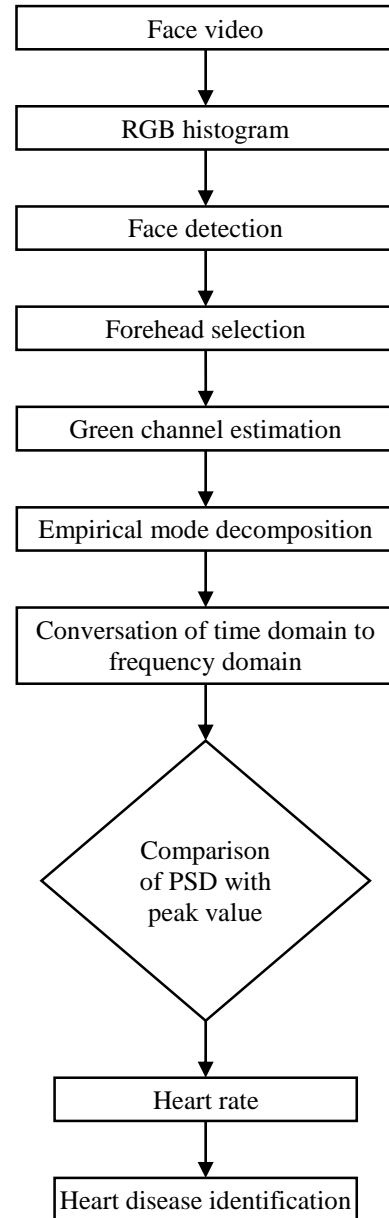 Face video
RGB histogram
Face detection
Forehead selection
Green channel estimation
Empirical mode decomposition
Conversation of time domain to
frequency domain
Comparison
of PSD with
peak value
Heart rate
Heart disease identification